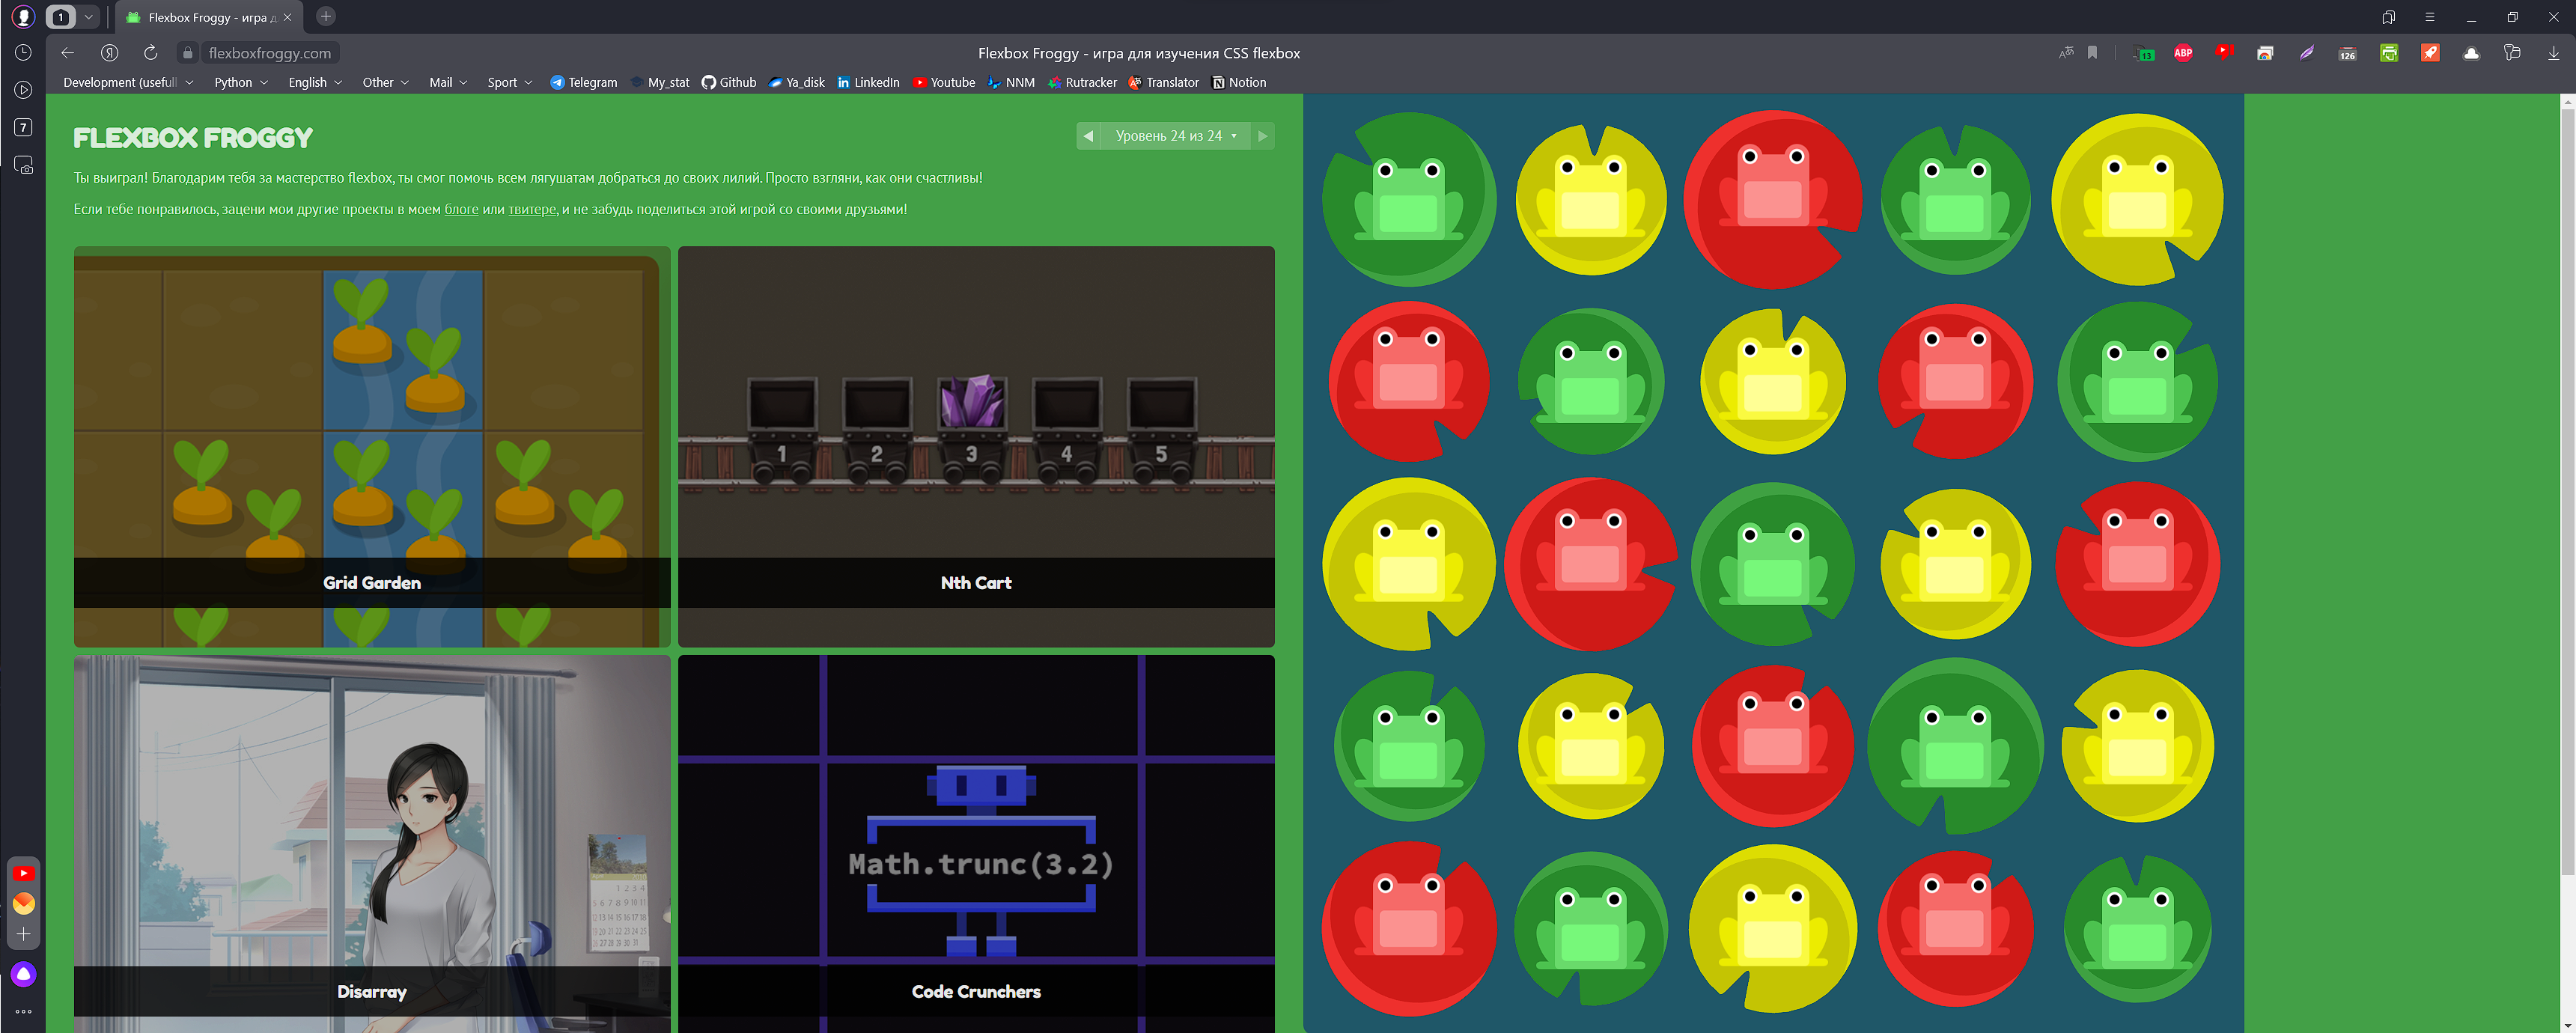 1
Flexbox Froggy - игра д
flexboxfroggy.com
Flexbox Froggy - игра для изучения CSS flexbox
13
ABP
126
Development (usefull
Python
English
Other
Mail
Sport
Telegram
My_stat
Github
Ya_disk
LinkedIn
Youtube
NNM
Rutracker
Translator
Notion
7
FLEXBOX FROGGY
Уровень 24 из 24
Ты выиграл! Благодарим тебя за мастерство flexbox, ты смог помочь всем лягушатам добраться до своих лилий. Просто взгляни, как они счастливы!
Если тебе понравилось, зацени мои другие проекты в моем блоге или твитере, и не забудь поделиться этой игрой со своими друзьями!
Grid Garden
1 2 3 4 5
Nth Cart
Disarray
Math.trunc(3.2)
Code Crunchers